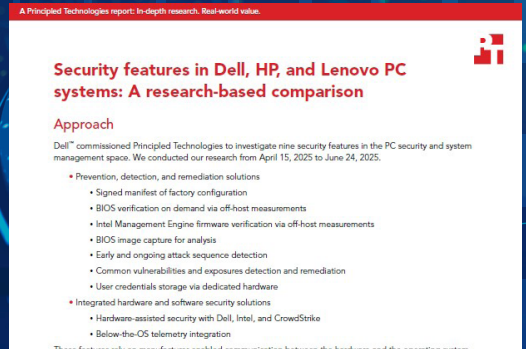 A Principled Technologies report: In-depth research. Real-world value.
Security features in Dell, HP, and Lenovo PC
systems: A research-based comparison
Approach
Dell™ commissioned Principled Technologies to investigate nine security features in the PC security and system
management space. We conducted our research from April 15, 2025 to June 24, 2025.
• Prevention, detection, and remediation solutions
• Signed manifest of factory configuration
• BIOS verification on demand via off-host measurements
• Intel Management Engine firmware verification via off-host measurements
• BIOS image capture for analysis
• Early and ongoing attack sequence detection
• Common vulnerabilities and exposures detection and remediation
• User credentials storage via dedicated hardware
• Integrated hardware and software security solutions
• Hardware-assisted security with Dell, Intel, and CrowdStrike
• Below-the-OS telemetry integration